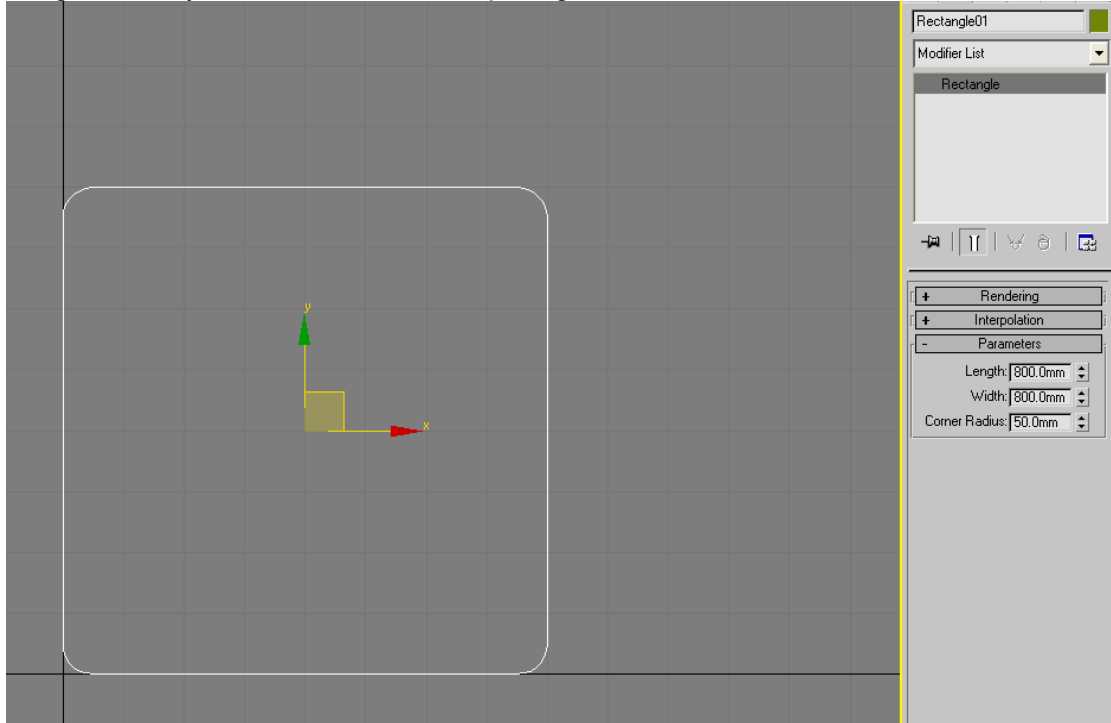 Rectangle01
Modifier List
Rectangle
+ Rendering
+ Interpolation
- Parameters
Length: 800.0mm
Width: 800.0mm
Corner Radius: 50.0mm
y
x